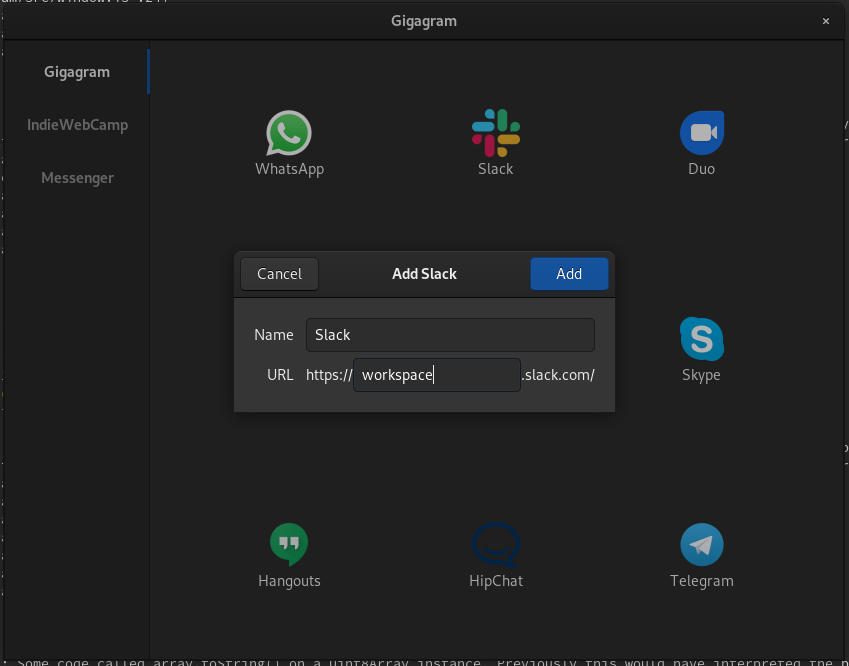 Gigagram ×
Gigagram
IndieWebCamp
Messenger
WhatsApp Slack Duo
Cancel Add Slack Add
Name Slack
URL https:// workspace .slack.com/
Skype
Hangouts HipChat Telegram
: Some code called array.toString() on a Uint8Array instance. Previously this would have interpreted the